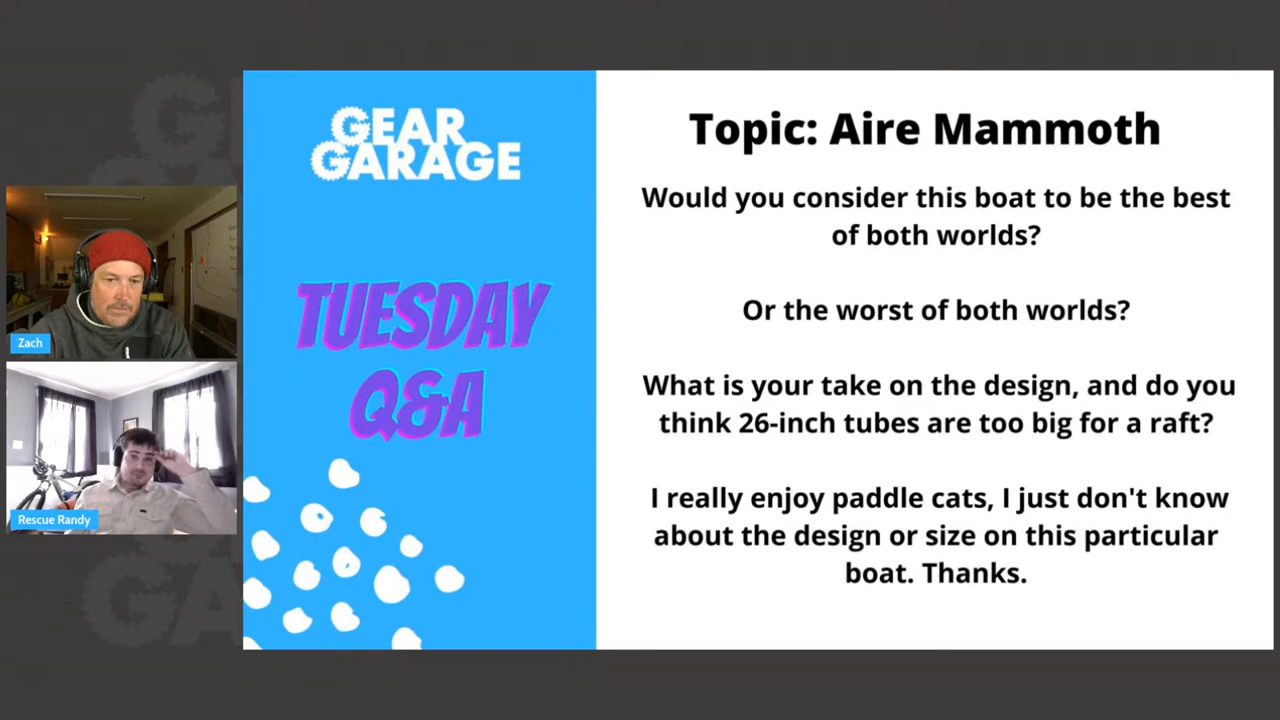 GEAR
GARAGE
TUESDAY
Q&A
Zach
Rescue Randy
Topic: Aire Mammoth
Would you consider this boat to be the best
of both worlds?
Or the worst of both worlds?
What is your take on the design, and do you
think 26-inch tubes are too big for a raft?
I really enjoy paddle cats, I just don't know
about the design or size on this particular
boat. Thanks.